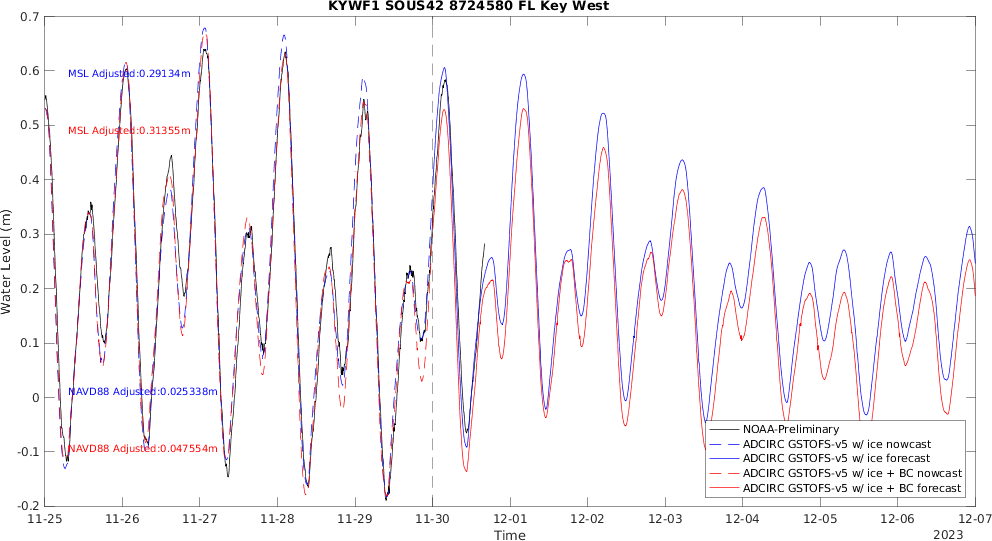 KYWF1 SOUS42 8724580 FL Key West
0.7
0.6
0.5
0.4
0.3
0.2
0.1
0
-0.1
-0.2
Water Level (m)
MSL Adjusted:0.29134m
MSL Adjusted:0.31355m
NAVD88 Adjusted:0.025338m
NAVD88 Adjusted:0.047554m
NOAA-Preliminary
ADCIRC GSTOFS-v5 w/ ice nowcast
ADCIRC GSTOFS-v5 w/ ice forecast
ADCIRC GSTOFS-v5 w/ ice + BC nowcast
ADCIRC GSTOFS-v5 w/ ice + BC forecast
11-25 11-26 11-27 11-28 11-29 11-30 12-01 12-02 12-03 12-04 12-05 12-06 12-07
Time
2023